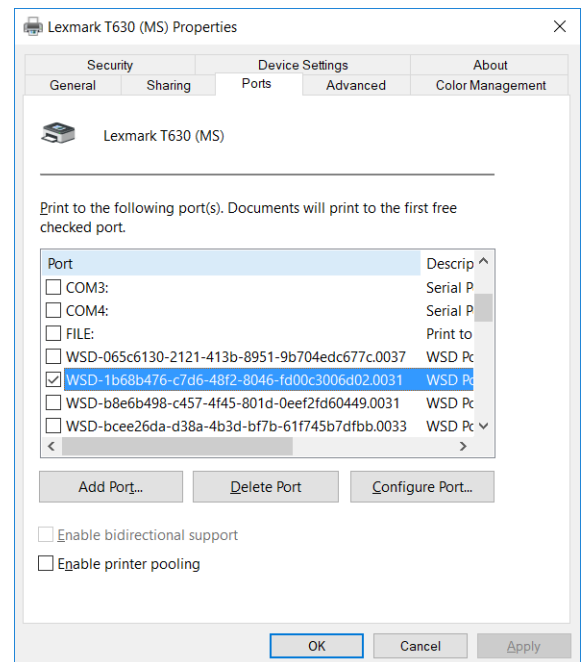 Lexmark T630 (MS) Properties
Security Device Settings About
General Sharing Ports Advanced Color Management
Lexmark T630 (MS)
Print to the following port(s). Documents will print to the first free
checked port.
Port Descrip
COM3: Serial P
COM4: Serial P
FILE: Print to
WSD-065c6130-2121-413b-8951-9b704edc677c.0037 WSD Po
WSD-1b68b476-c7d6-48f2-8046-fd00c3006d02.0031 WSD Po
WSD-b8e6b498-c457-4f45-801d-0eef2fd60449.0031 WSD Po
WSD-bcee26da-d38a-4b3d-bf7b-61f745b7dfbb.0033 WSD Po
Add Port... Delete Port Configure Port...
Enable bidirectional support
Enable printer pooling
OK Cancel Apply